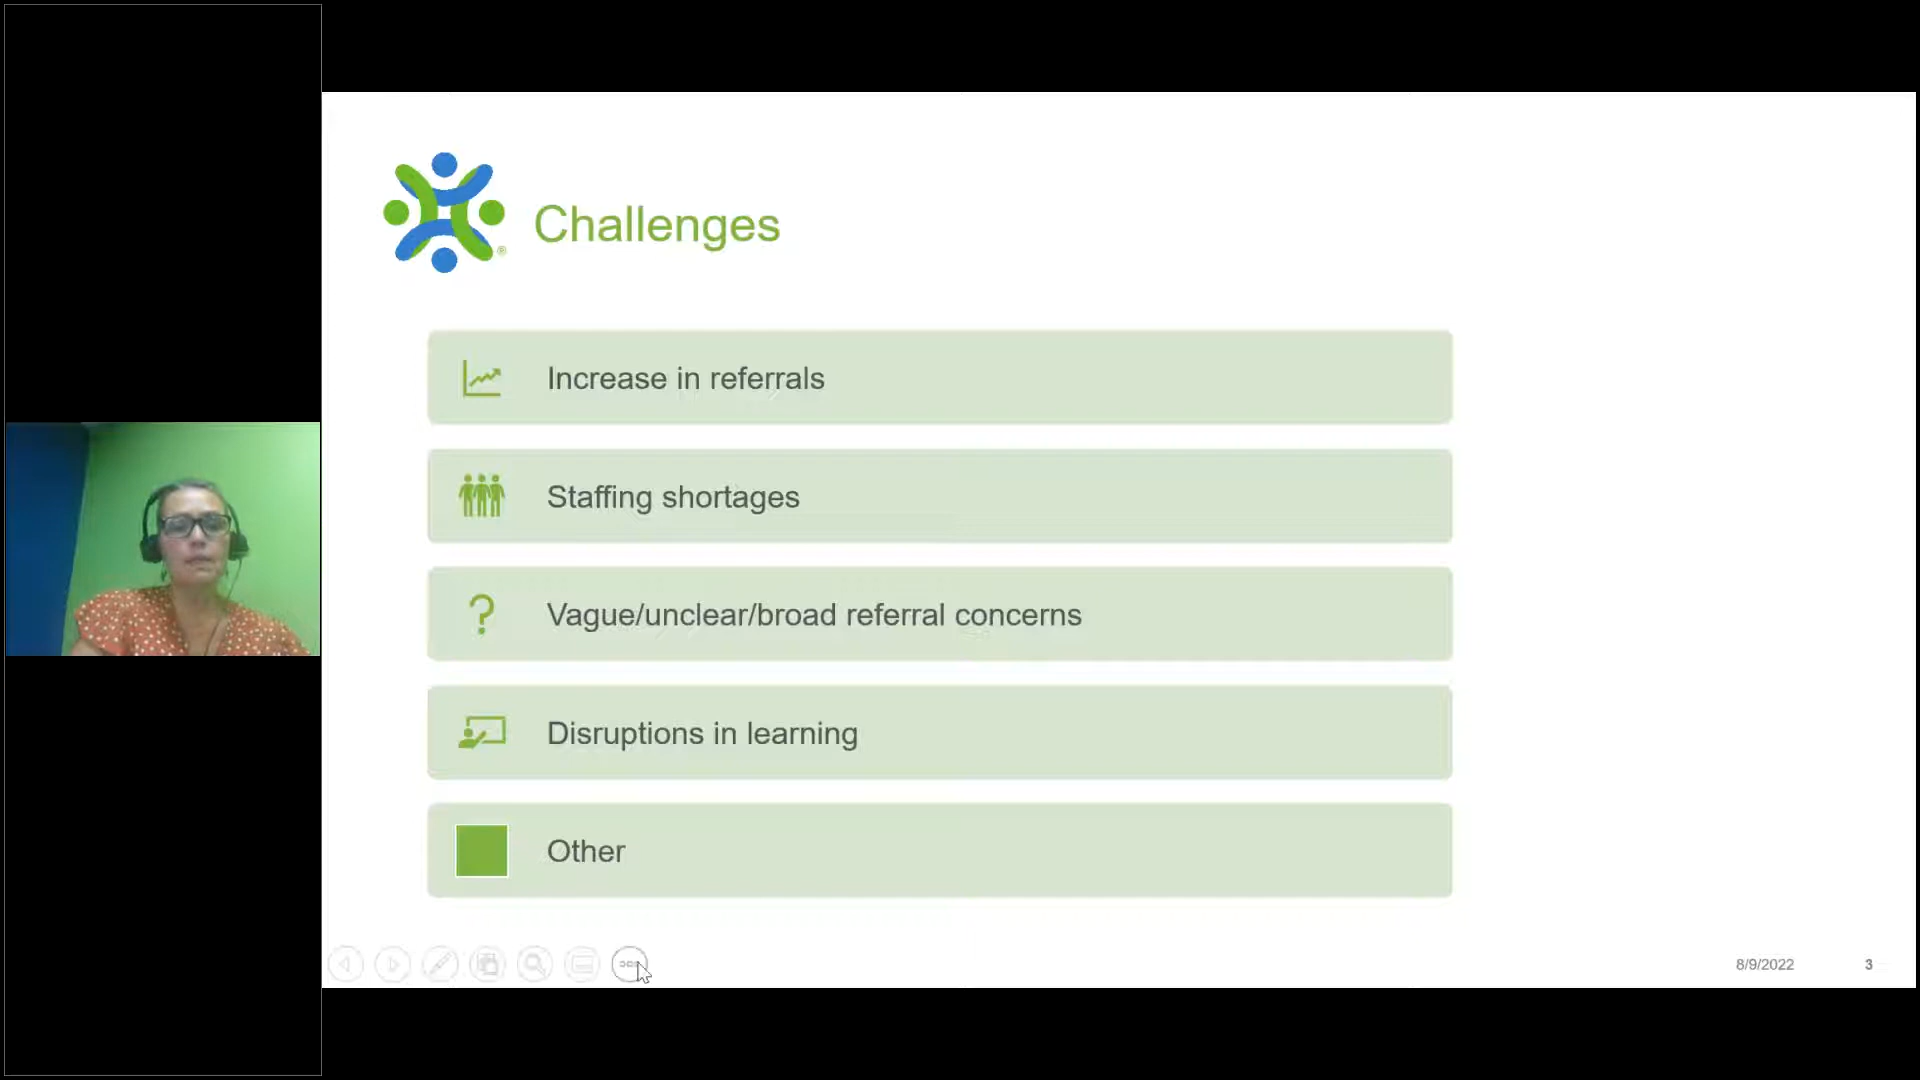 ®
Challenges
Increase in referrals
Staffing shortages
?
Vague/unclear/broad referral concerns
Disruptions in learning
Other
8/9/2022
3